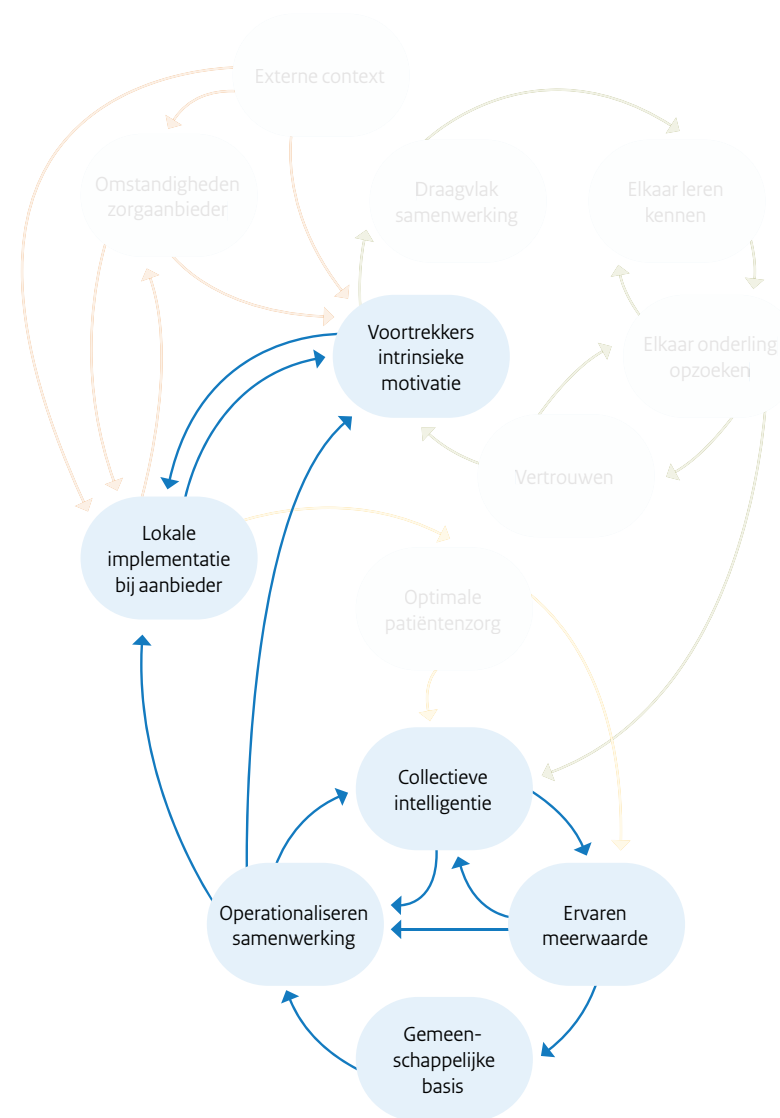 Externe context
Omstandigheden
zorgaanbieder
Draagvlak
samenwerking
Elkaar leren
kennen
Voortrekkers
intrinsieke
motivatie
Elkaar onderling
opzoeken
Vertrouwen
Lokale
implementatie
bij aanbieder
Optimale
patiëntenzorg
Collectieve
intelligentie
Operationaliseren
samenwerking
Ervaren
meerwaarde
Gemeen-
schappelijke
basis